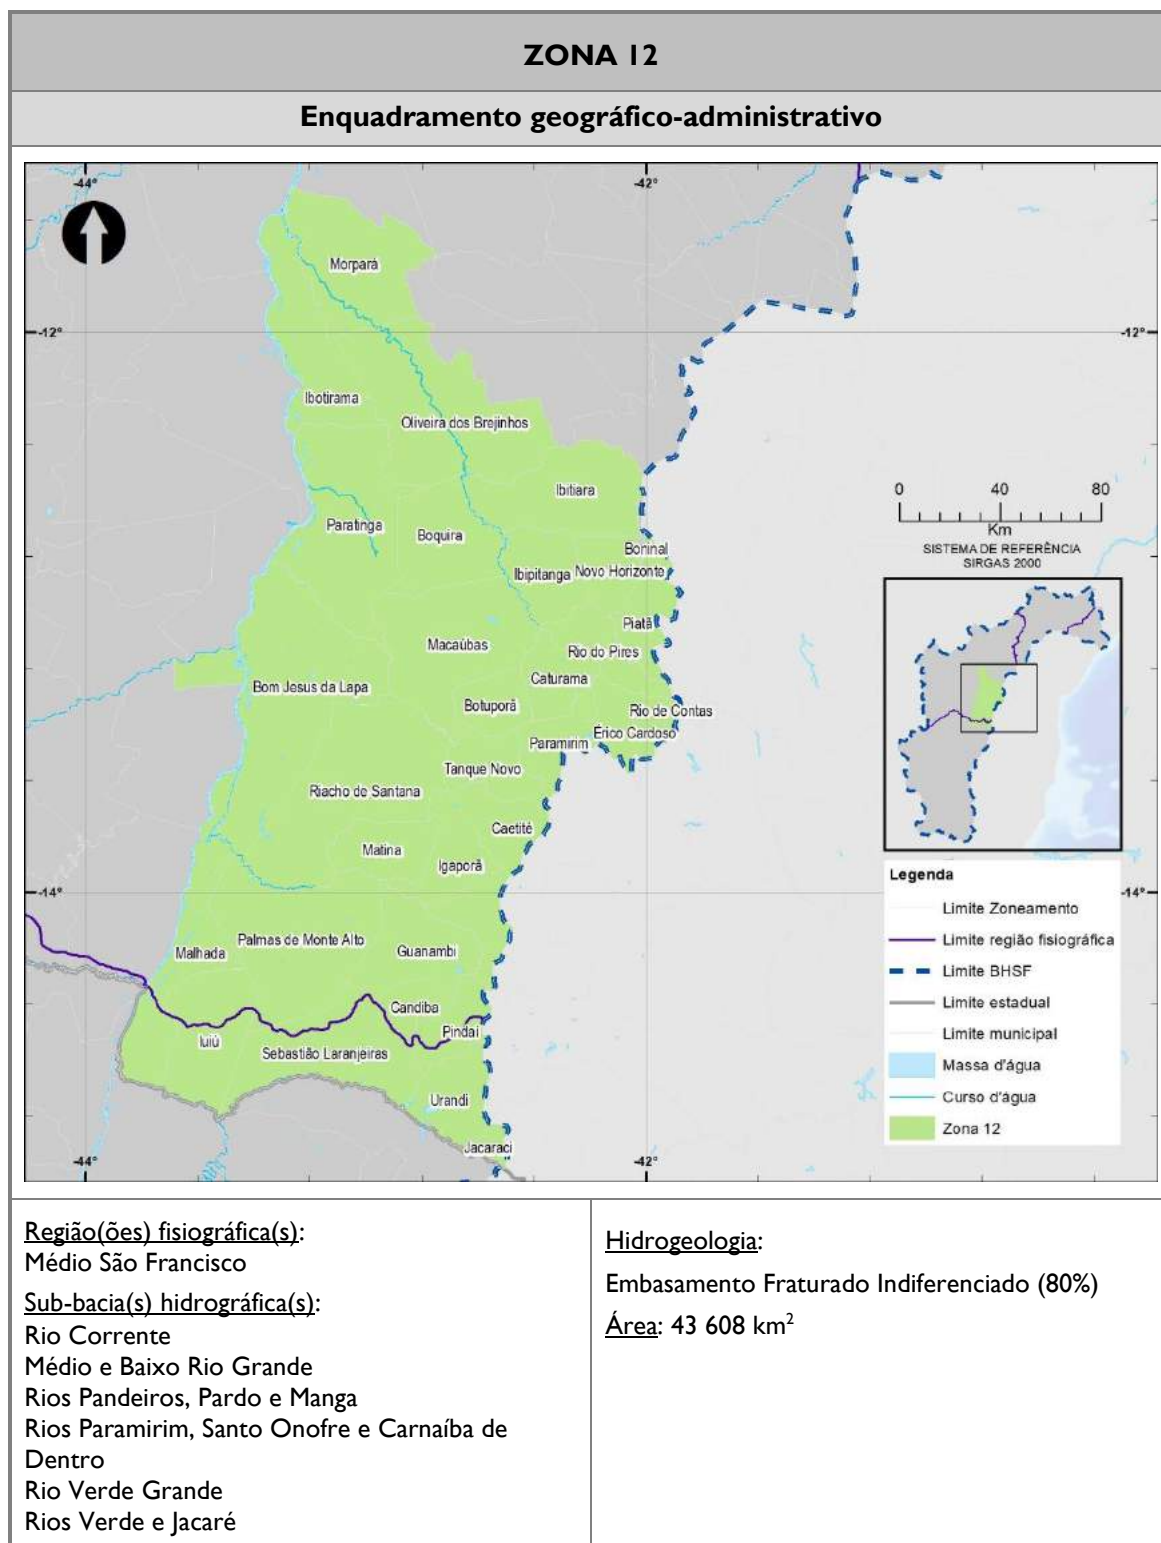 ZONA 12
Enquadramento geográfico-administrativo
-44°
-42°
Morpará
-12°
-12°
Ibotirama
Oliveira dos Brejinhos
Ibitiara
0 40 80
Km
SISTEMA DE REFERÊNCIA
SIRGAS 2000
Paratinga
Boquira
Boninal
Ibipitanga
Novo Horizonte
Piatã
Macaúbas
Rio do Pires
Caturama
Bom Jesus da Lapa
Botuporã
Rio de Contas
Érico Cardoso
Paramirim
Tanque Novo
Riacho de Santana
Caetité
Matina
Igaporã
-14°
-14°
Palmas de Monte Alto
Malhada
Guanambi
Candiba
Pindaí
Iuiú
Sebastião Laranjeiras
Urandi
Jacaraci
-44°
-42°
Legenda
Limite Zoneamento
Limite região fisiográfica
Limite BHSF
Limite estadual
Limite municipal
Massa d'água
Curso d'água
Zona 12
Região(ões) fisiográfica(s):
Médio São Francisco
Sub-bacia(s) hidrográfica(s):
Rio Corrente
Médio e Baixo Rio Grande
Rios Pandeiros, Pardo e Manga
Rios Paramirim, Santo Onofre e Carnaíba de
Dentro
Rio Verde Grande
Rios Verde e Jacaré
Hidrogeologia:
Embasamento Fraturado Indiferenciado (80%)
Área: 43 608 km²